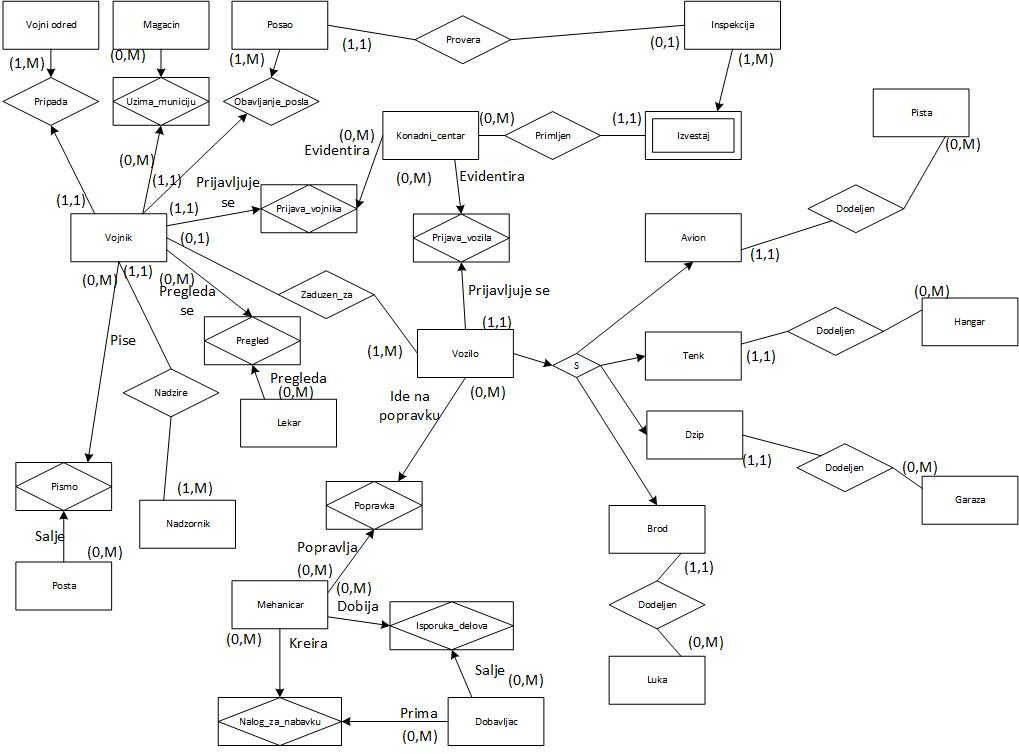 Vojni odred
Magacin
Posao
Inspekcija
(1,M)
(0,M)
(1,M)
(1,1)
Provera
(0,1)
(1,M)
Pripada
Uzima_municiju
Obavljanje_posla
Pista
(0,M)
Konadni_centar
(0,M)
Primljen
(1,1)
Izvestaj
(0,M)
Evidentira
(0,M)
(1,1)
Prijavljuje
se
(0,M)
Evidentira
(1,1)
(1,1)
Prijava_vojnika
Dodeljen
Vojnik
(0,1)
Prijava_vozila
Avion
(1,1)
(0,M)
(1,1)
(0,M)
Pregleda
se
Zaduzen_za
Prijavljuje se
(0,M)
Pise
Pregled
(1,1)
Dodeljen
Hangar
(1,M)
Vozilo
S
Tenk
(1,1)
Pregleda
(0,M)
(0,M)
Nadzire
Lekar
Ide na
popravku
Dzip
(1,1)
Dodeljen
(0,M)
Pismo
(1,M)
Popravka
Garaza
Nadzornik
Brod
Salje
(0,M)
Popravlja
(0,M)
(1,1)
Posta
(0,M)
Mehanicar
Dobija
Dodeljen
(0,M)
Kreira
Isporuka_delova
(0,M)
Salje
(0,M)
Luka
Nalog_za_nabavku
Prima
(0,M)
Dobavljac